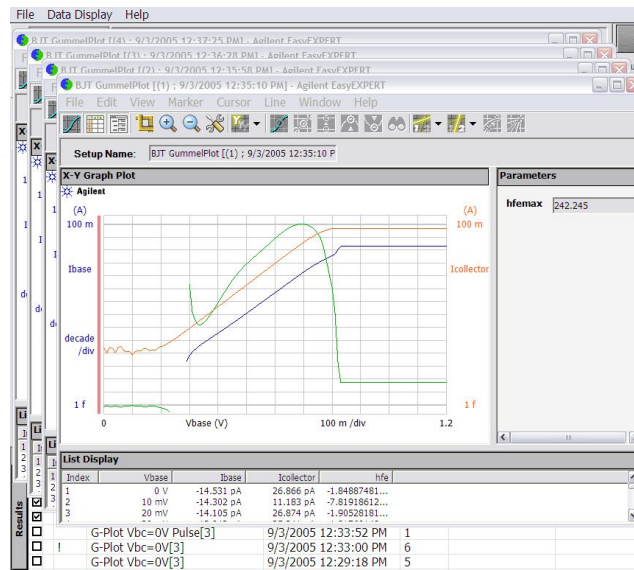 File Data Display Help
BJT GummelPlot [(4) ; 9/3/2005 12:37:25 PM] - Agilent EasyEXPERT
BJT GummelPlot [(3) ; 9/3/2005 12:36:28 PM] - Agilent EasyEXPERT
BJT GummelPlot [(2) ; 9/3/2005 12:35:58 PM] - Agilent EasyEXPERT
BJT GummelPlot [(1) ; 9/3/2005 12:35:10 PM] - Agilent EasyEXPERT
File Edit View Marker Cursor Line Window Help
Setup Name: BJT GummelPlot [(1) ; 9/3/2005 12:35:10 P
X-Y Graph Plot
Parameters
Agilent
hfemax 242.245
(A) (A)
100 m 100 m
Ibase Icollector
decade
/div
1 f 1 f
0 Vbase (V) 100 m /div 1.2
List Display
Index Vbase Ibase Icollector hfe
1 0 V -14.531 pA 26.866 pA -1.84887481...
2 10 mV -14.302 pA 11.183 pA -7.81918612...
3 20 mV -14.105 pA 26.874 pA -1.90528181...
Results
G-Plot Vbc=0V Pulse[3] 9/3/2005 12:33:52 PM 1
! G-Plot Vbc=0V[3] 9/3/2005 12:33:00 PM 6
G-Plot Vbc=0V[3] 9/3/2005 12:29:18 PM 5